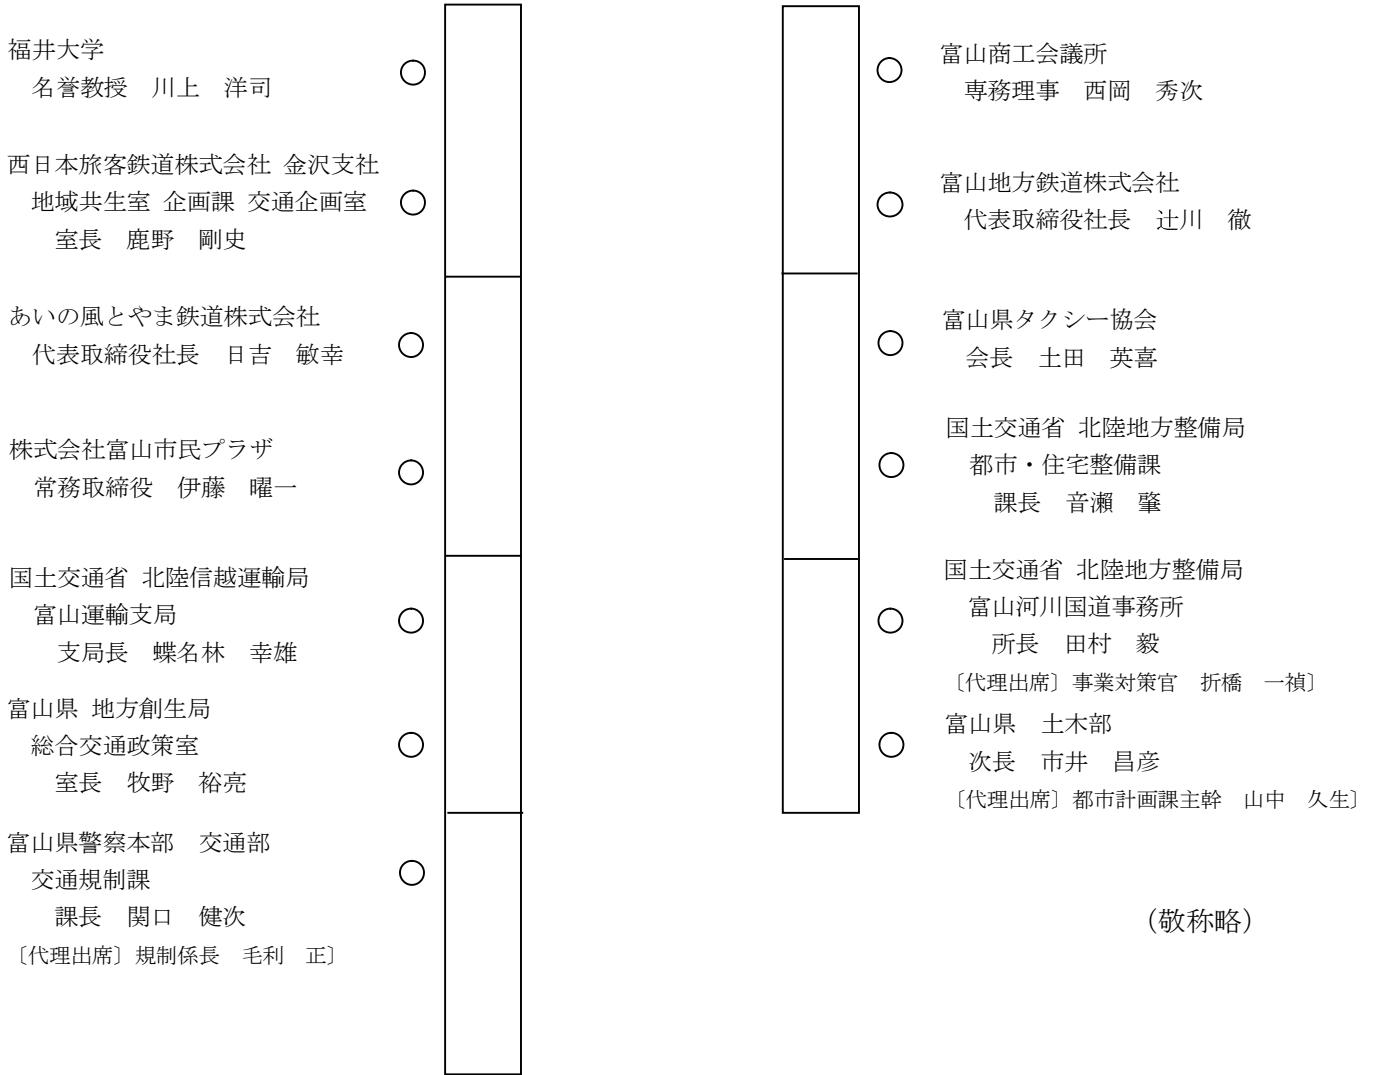 福井大学
名誉教授　川上　洋司
西日本旅客鉄道株式会社 金沢支社
地域共生室 企画課 交通企画室
室長　鹿野　剛史
あいの風とやま鉄道株式会社
代表取締役社長　日吉　敏幸
株式会社富山市民プラザ
常務取締役　伊藤　曜一
国土交通省 北陸信越運輸局
富山運輸支局
支局長　蝶名林　幸雄
富山県 地方創生局
総合交通政策室
室長　牧野　裕亮
富山県警察本部　交通部
交通規制課
課長　関口　健次
〔代理出席〕規制係長　毛利　正〕
富山商工会議所
専務理事　西岡　秀次
富山地方鉄道株式会社
代表取締役社長　辻川　徹
富山県タクシー協会
会長　土田　英喜
国土交通省 北陸地方整備局
都市・住宅整備課
課長　音瀬　肇
国土交通省 北陸地方整備局
富山河川国道事務所
所長　田村　毅
〔代理出席〕事業対策官　折橋　一禎〕
富山県　土木部
次長　市井　昌彦
〔代理出席〕都市計画課主幹　山中　久生〕
（敬称略）